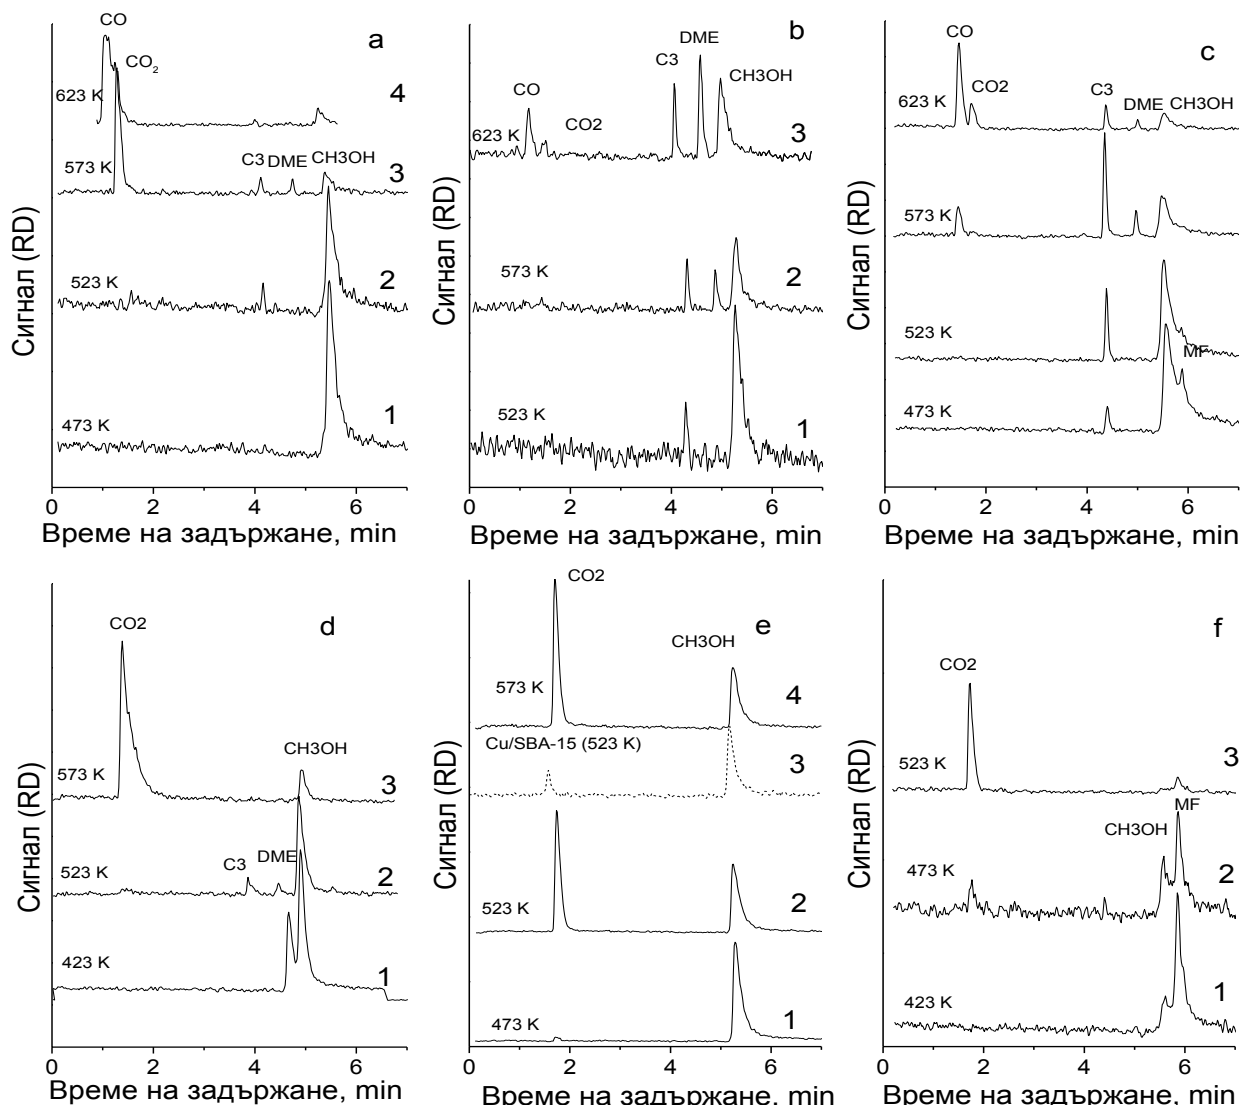 a
CO
CO2
623 K
4
573 K
C3
DME
CH3OH
3
523 K
2
473 K
1
Сигнал (RD)
0 2 4 6
Време на задържане, min
b
DME
C3
CH3OH
CO
CO2
623 K
3
573 K
2
523 K
1
Сигнал (RD)
0 2 4 6
Време на задържане, min
c
CO
CO2
C3
DME
CH3OH
623 K
573 K
523 K
MF
473 K
Сигнал (RD)
0 2 4 6
Време на задържане, min
d
CO2
CH3OH
573 K
3
C3
DME
523 K
2
423 K
1
Сигнал (RD)
0 2 4 6
Време на задържане, min
e
CO2
CH3OH
573 K
4
Cu/SBA-15 (523 K)
3
523 K
2
473 K
1
Сигнал (RD)
0 2 4 6
Време на задържане, min
f
CO2
523 K
3
MF
CH3OH
473 K
2
423 K
1
Сигнал (RD)
0 2 4 6
Време на задържане, min